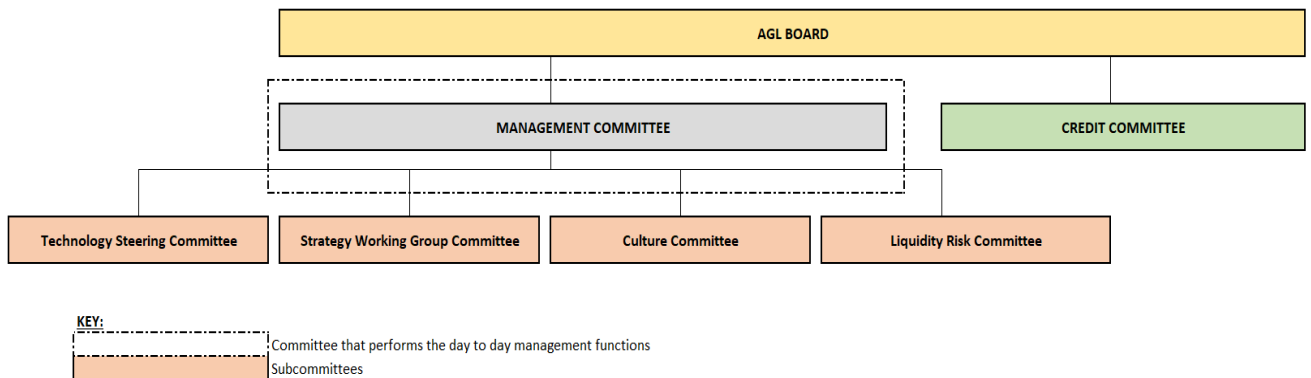 AGL BOARD
MANAGEMENT COMMITTEE
CREDIT COMMITTEE
Technology Steering Committee
Strategy Working Group Committee
Culture Committee
Liquidity Risk Committee
KEY:
Committee that performs the day to day management functions
Subcommittees